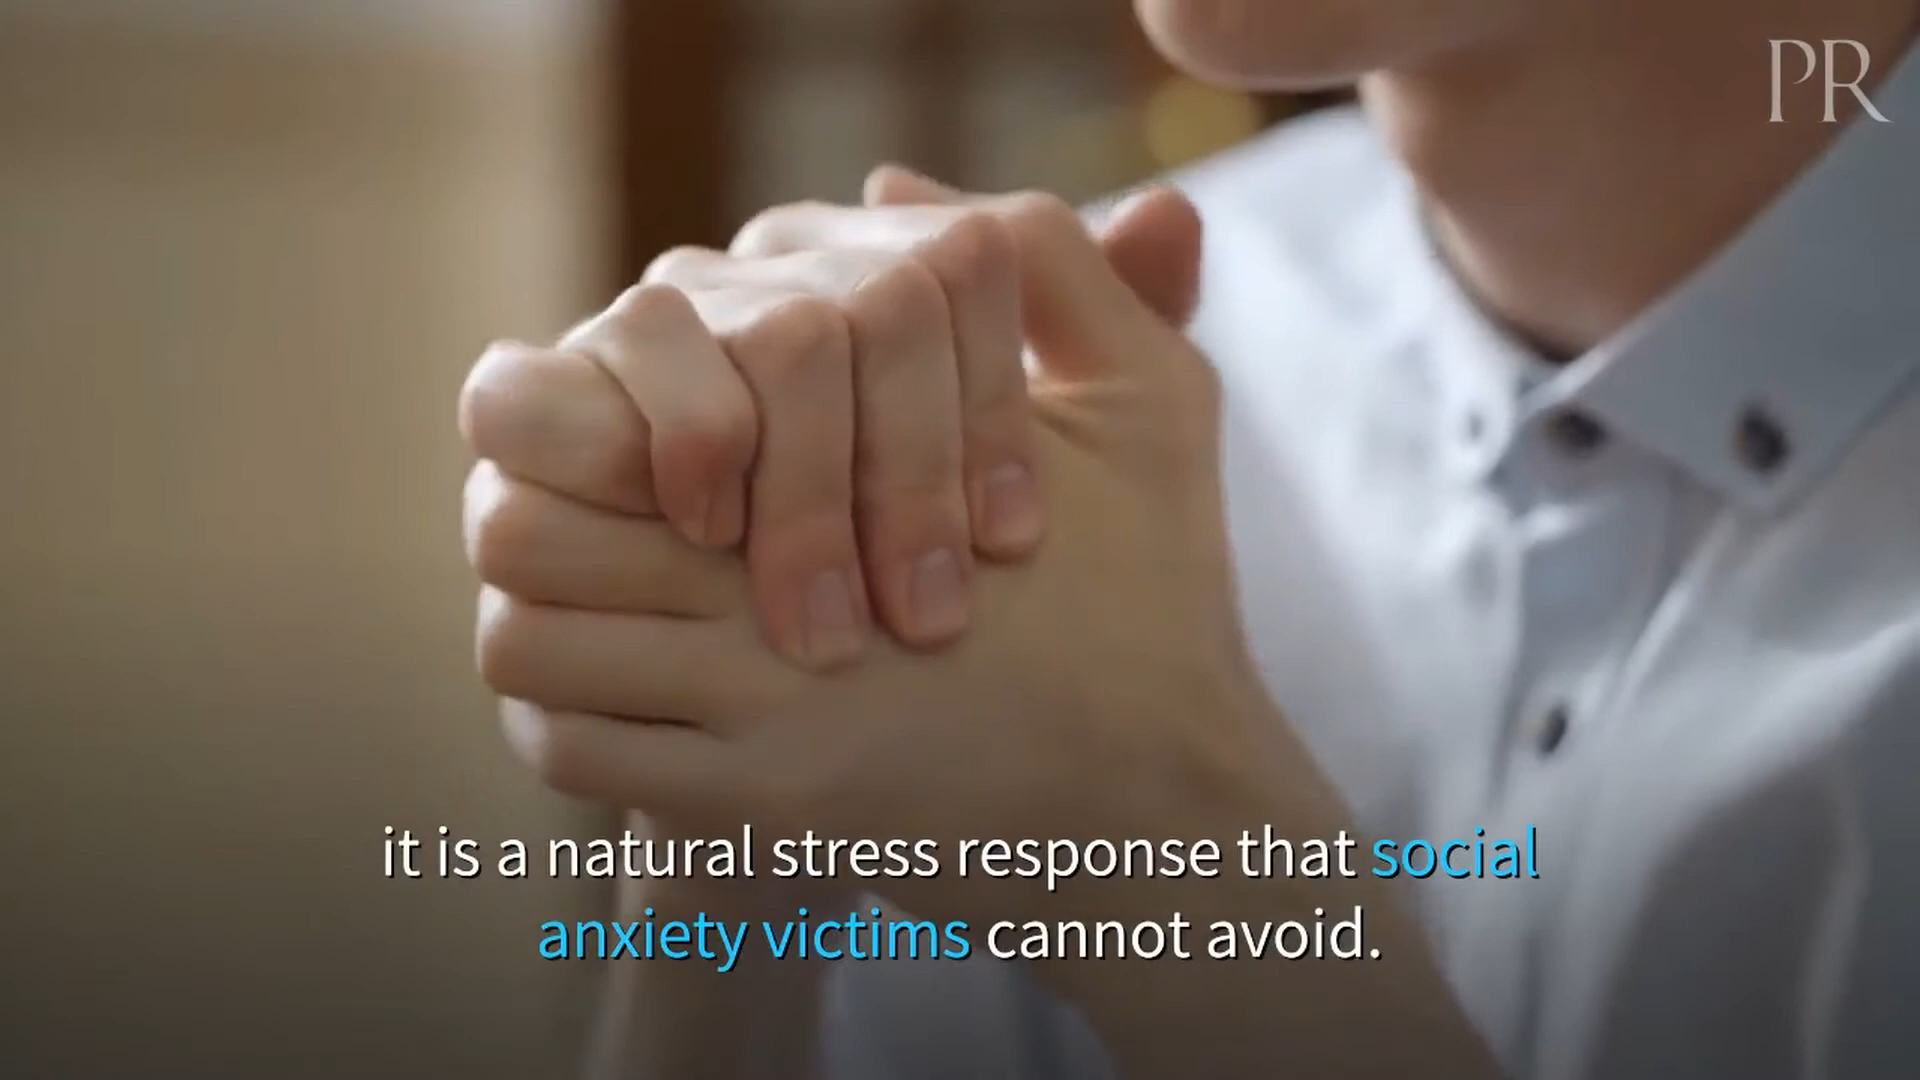 PR
it is a natural stress response that social
anxiety victims cannot avoid.